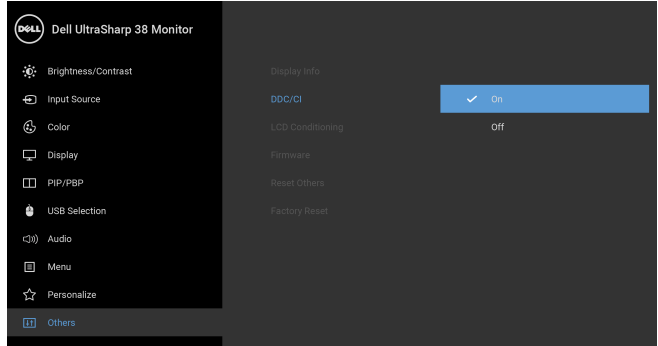 DELL
Dell UltraSharp 38 Monitor
Brightness/Contrast
Input Source
Color
Display
PIP/PBP
USB Selection
Audio
Menu
Personalize
Others
Display Info
DDC/CI
LCD Conditioning
Firmware
Reset Others
Factory Reset
On
Off